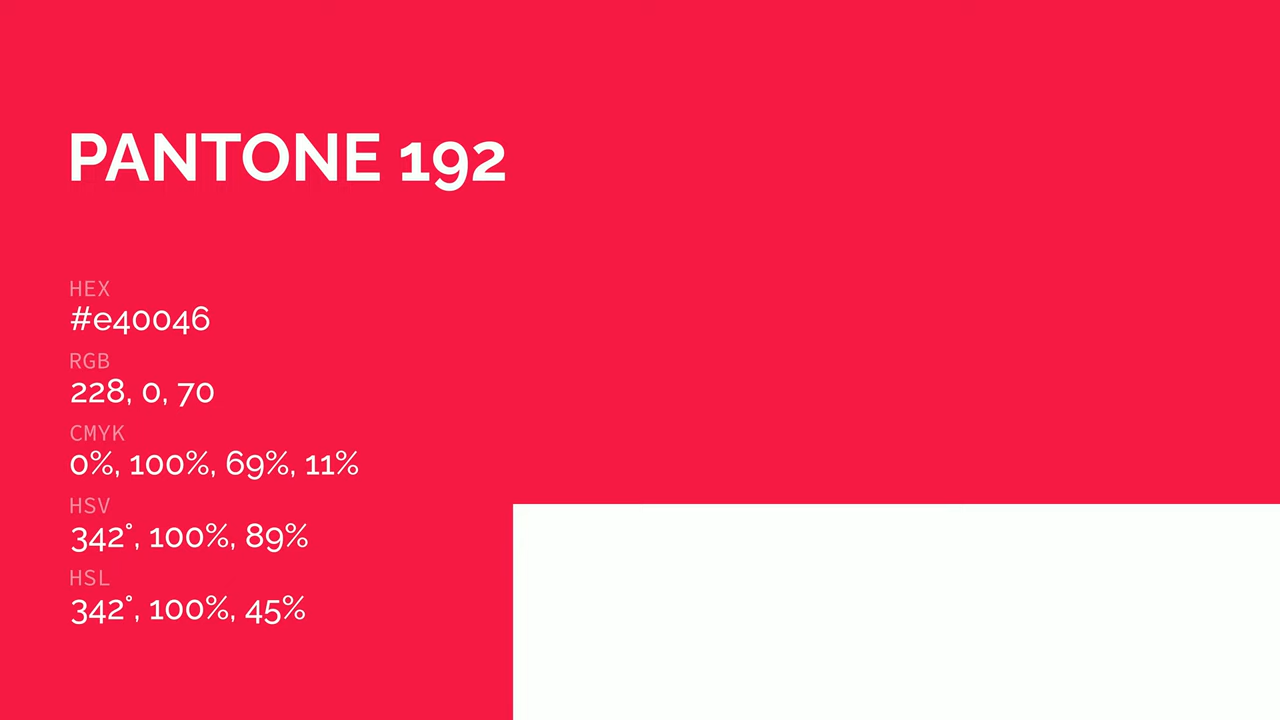 PANTONE 192
HEX
#e40046
RGB
228, 0, 70
CMYK
0%, 100%, 69%, 11%
HSV
342°, 100%, 89%
HSL
342°, 100%, 45%